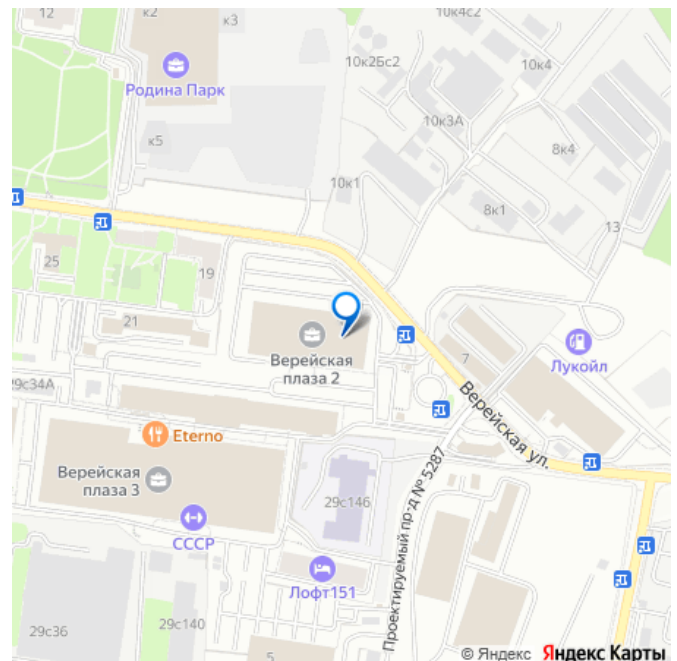 12
к2
к3
10к4с2
Родина Парк
10к2Бс2
10к4
10к3А
к5
8к4
10к1
8к1
13
25
19
21
Верейская
плаза 2
7
Лукойл
29с34А
Верейская ул.
Eterno
Верейская
плаза 3
29с146
Проектируемый пр-д № 5287
СССР
Лофт151
29с36
29с140
5
© Яндекс Яндекс Карты